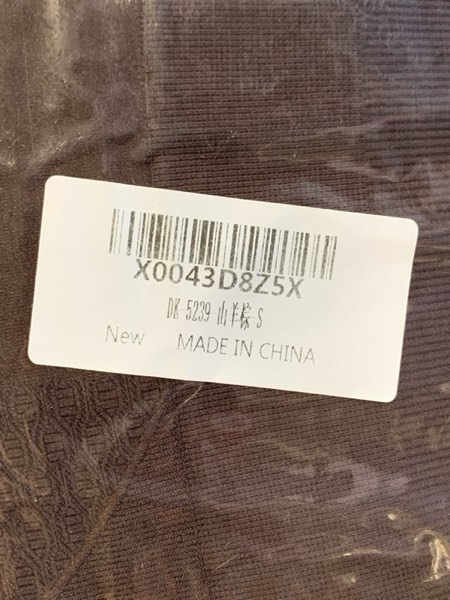 X0043D8Z5X
DK-5239-山羊棕-S
New MADE IN CHINA